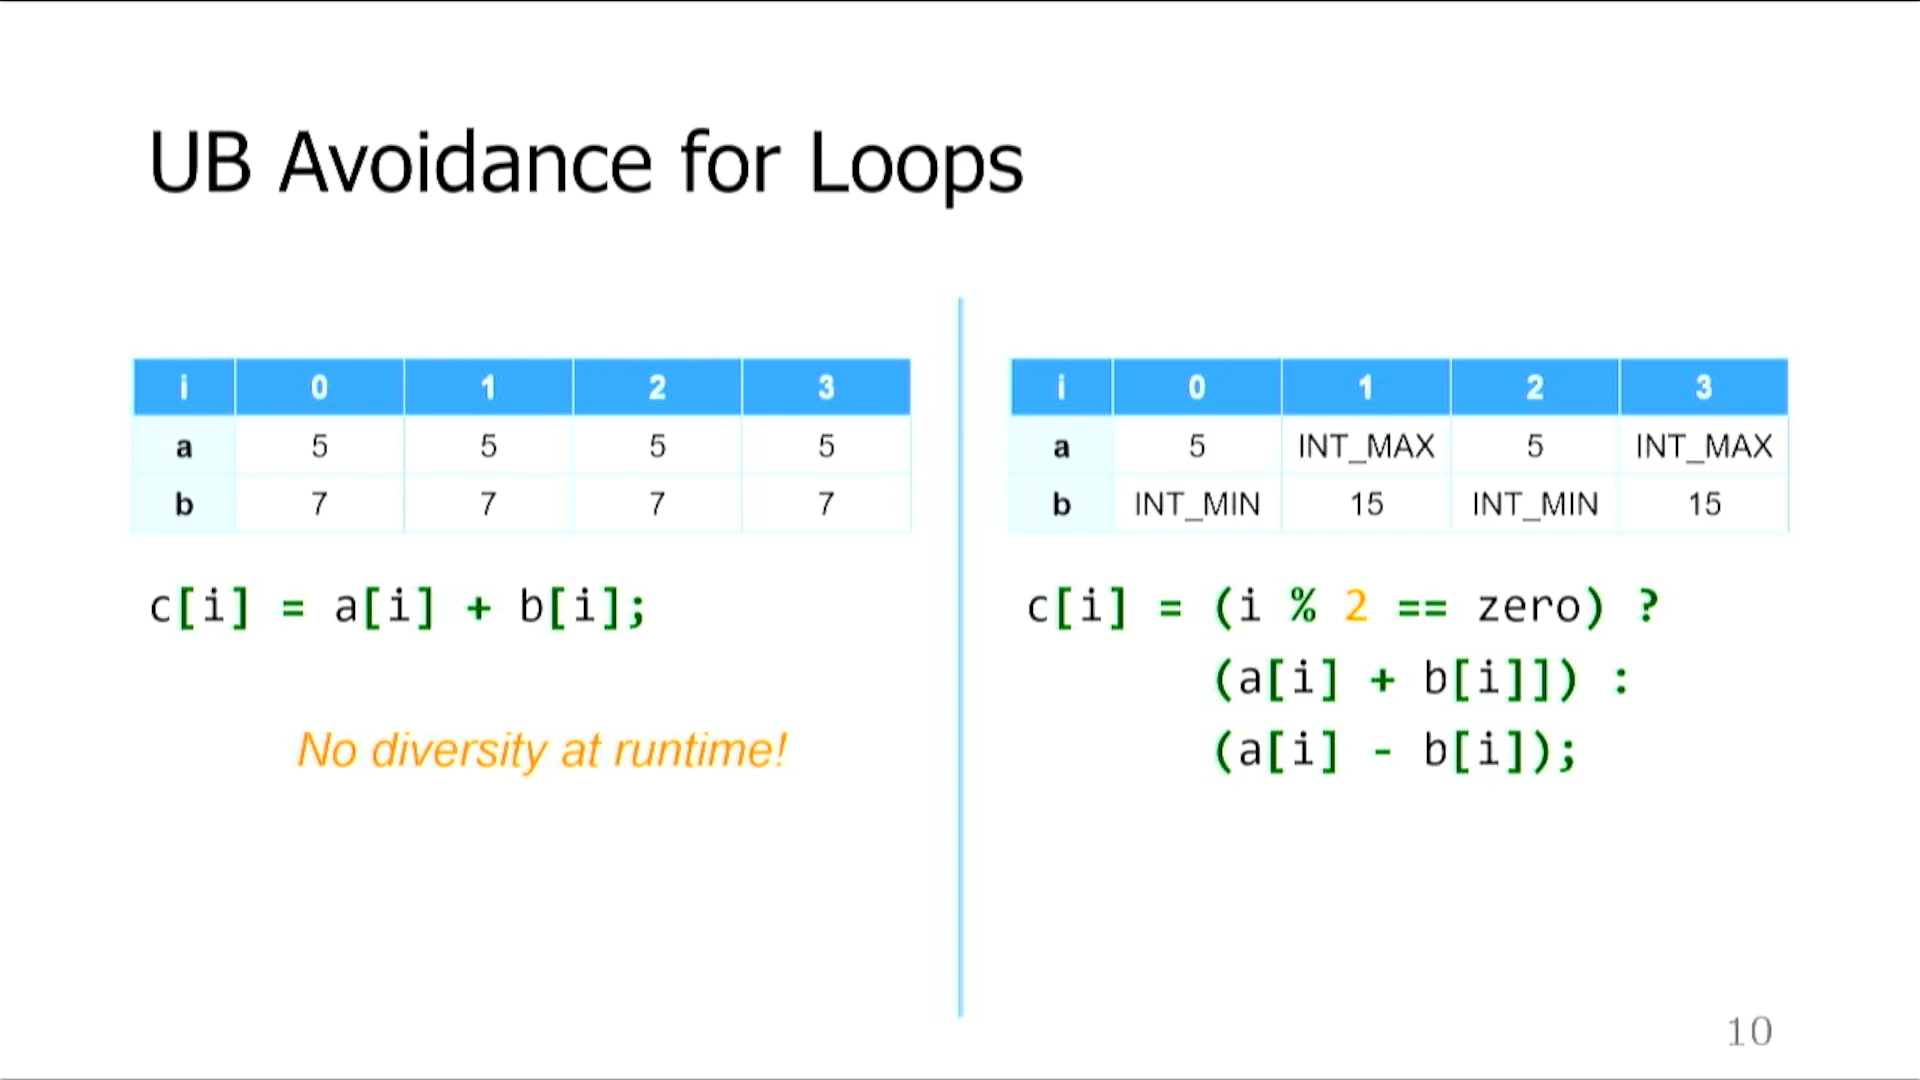 UB Avoidance for Loops
i 0 1 2 3
a 5 5 5 5
b 7 7 7 7
c[i] = a[i] + b[i];
No diversity at runtime!
i 0 1 2 3
a 5 INT_MAX 5 INT_MAX
b INT_MIN 15 INT_MIN 15
c[i] = (i % 2 == zero) ?
(a[i] + b[i]]) :
(a[i] - b[i]);
10